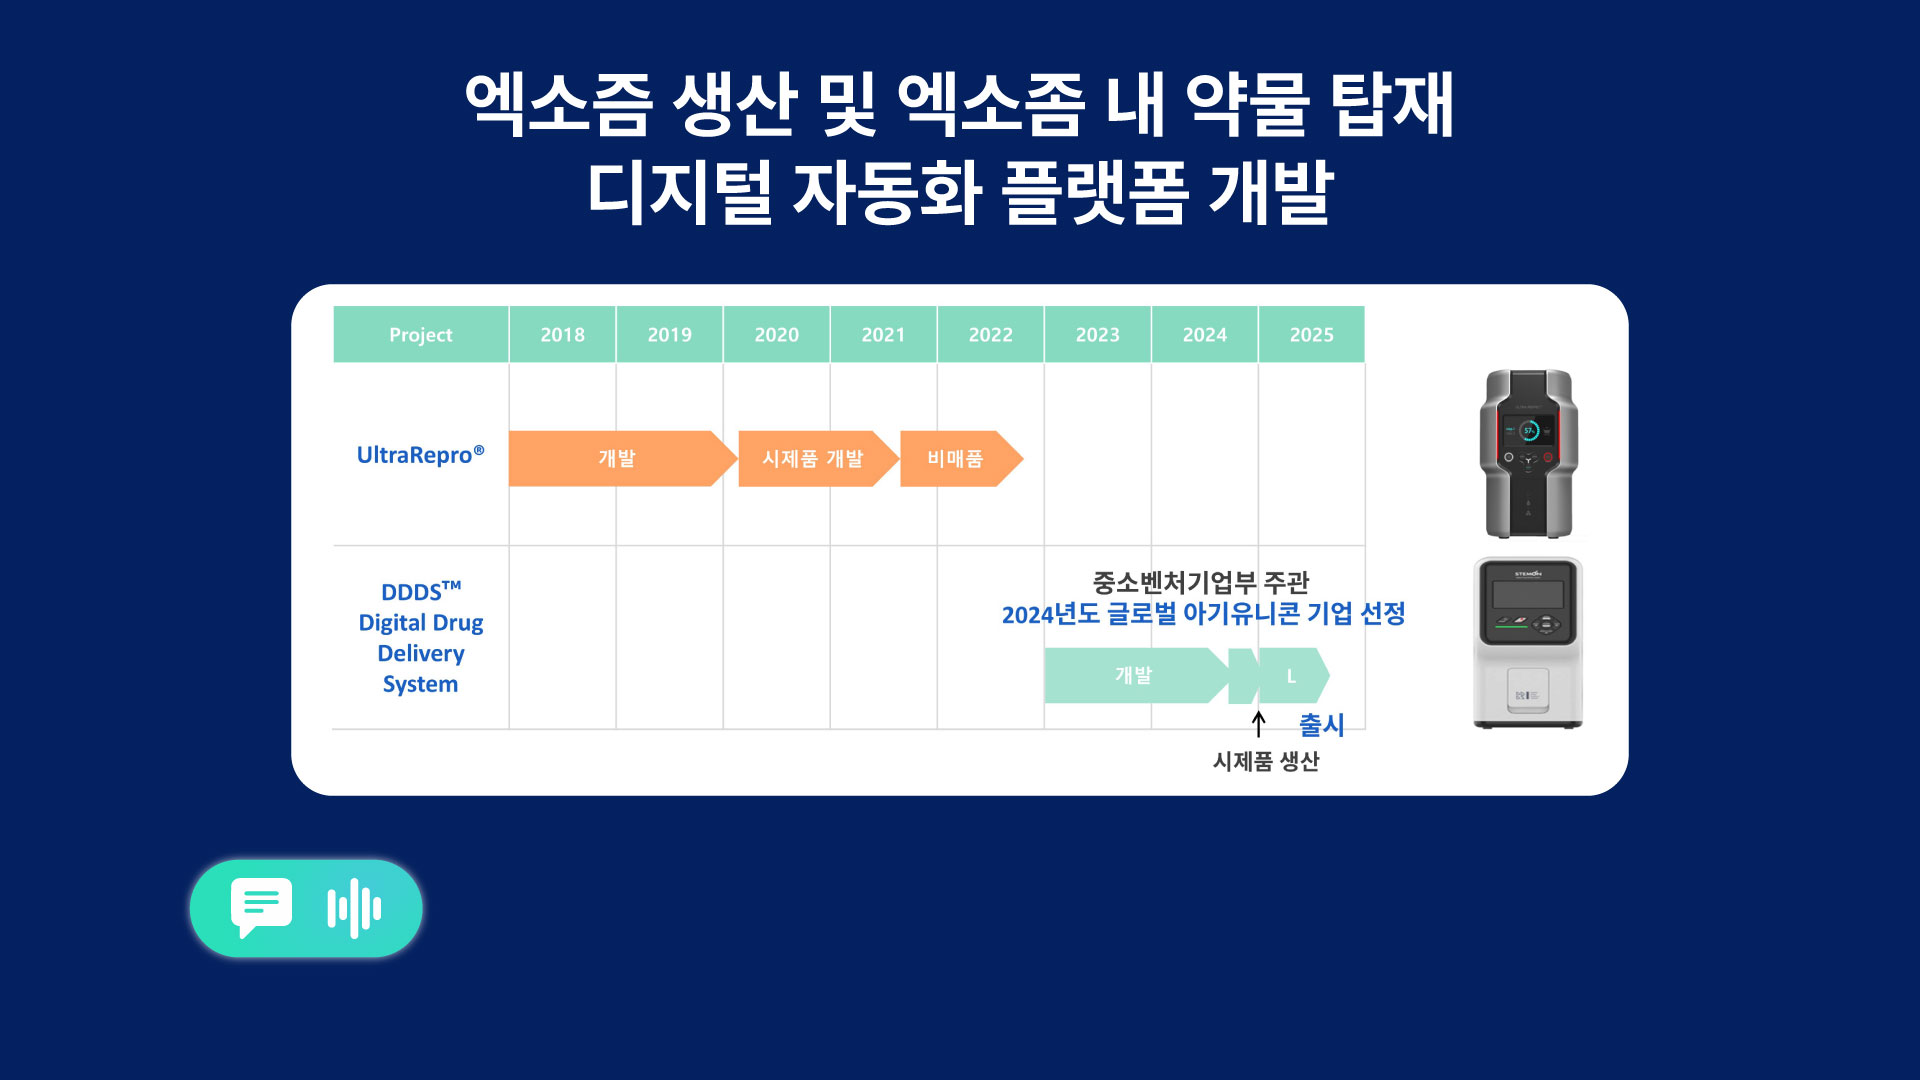 엑소즘 생산 및 엑소좀 내 약물 탑재
디지털 자동화 플랫폼 개발
Project 2018 2019 2020 2021 2022 2023 2024 2025
UltraRepro® 개발 시제품 개발 비매품
57%
DDDS™
Digital Drug
Delivery
System
중소벤처기업부 주관
2024년도 글로벌 아기유니콘 기업 선정
개발 L
출시
시제품 생산
STEMON